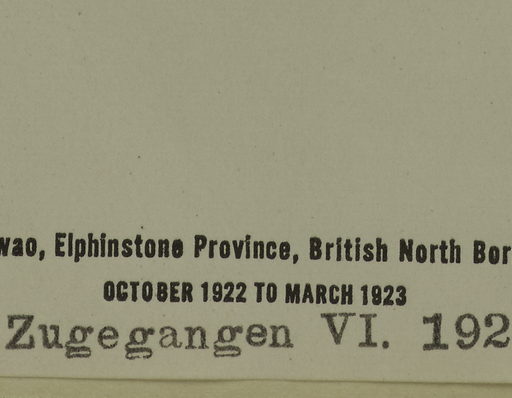 wao, Elphinstone Province, British North Bor
OCTOBER 1922 TO MARCH 1923
Zugegangen VI. 192